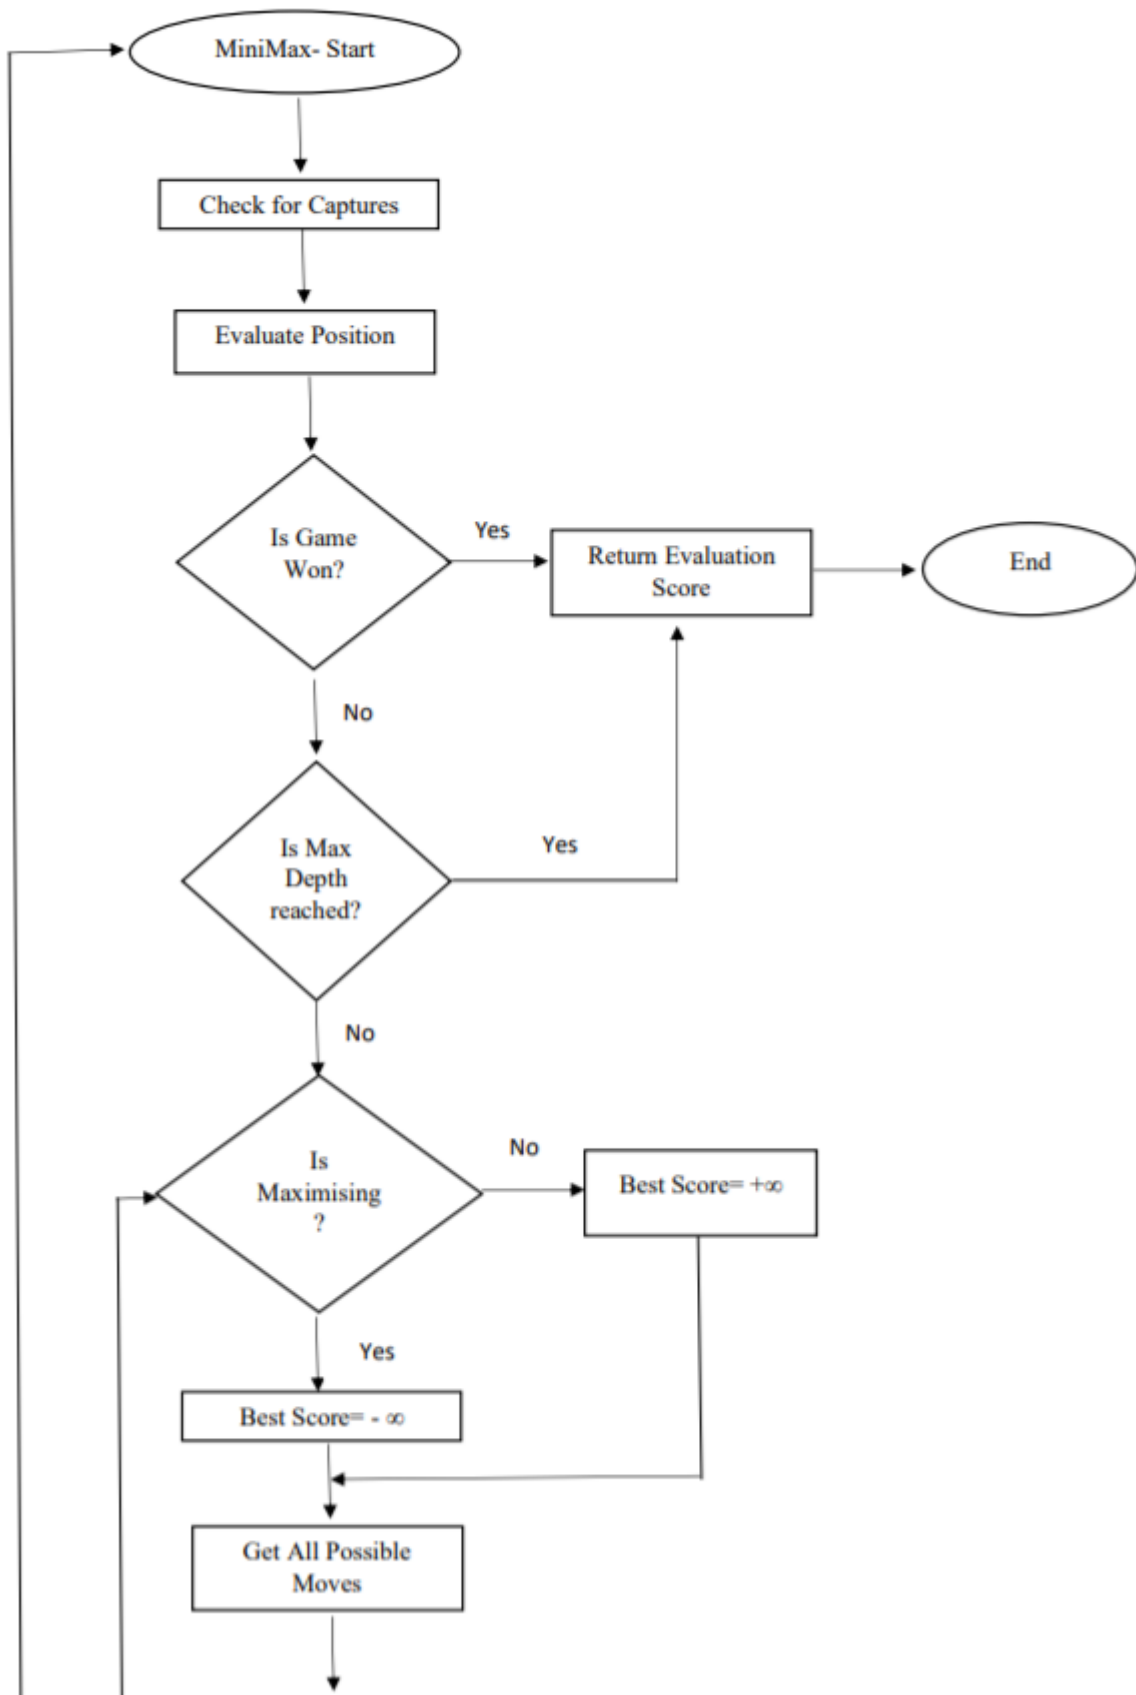 MiniMax- Start
Check for Captures
Evaluate Position
Is Game
Won?
Yes
Return Evaluation
Score
End
No
Is Max
Depth
reached?
Yes
No
Is
Maximising
?
No
Best Score= +∞
Yes
Best Score= - ∞
Get All Possible
Moves